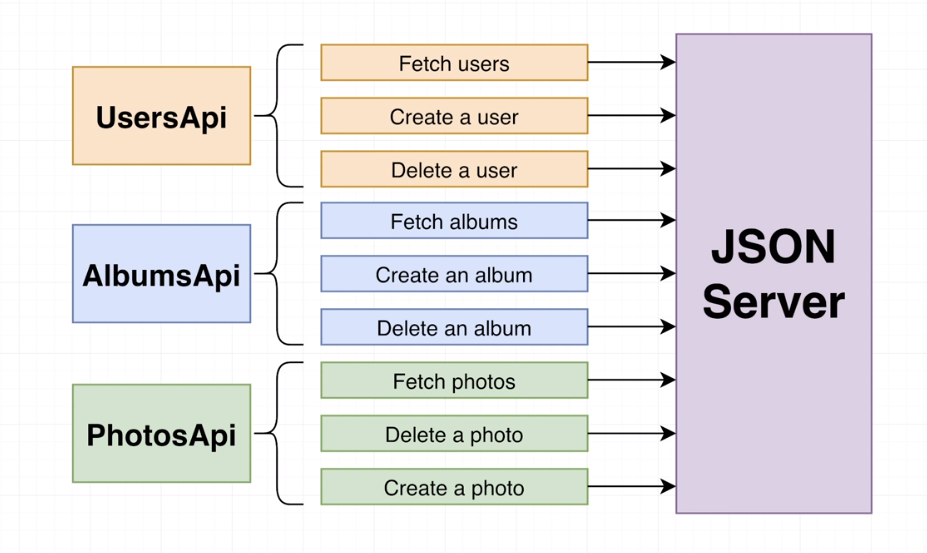 UsersApi
Fetch users
Create a user
Delete a user
AlbumsApi
Fetch albums
Create an album
Delete an album
PhotosApi
Fetch photos
Delete a photo
Create a photo
JSON
Server